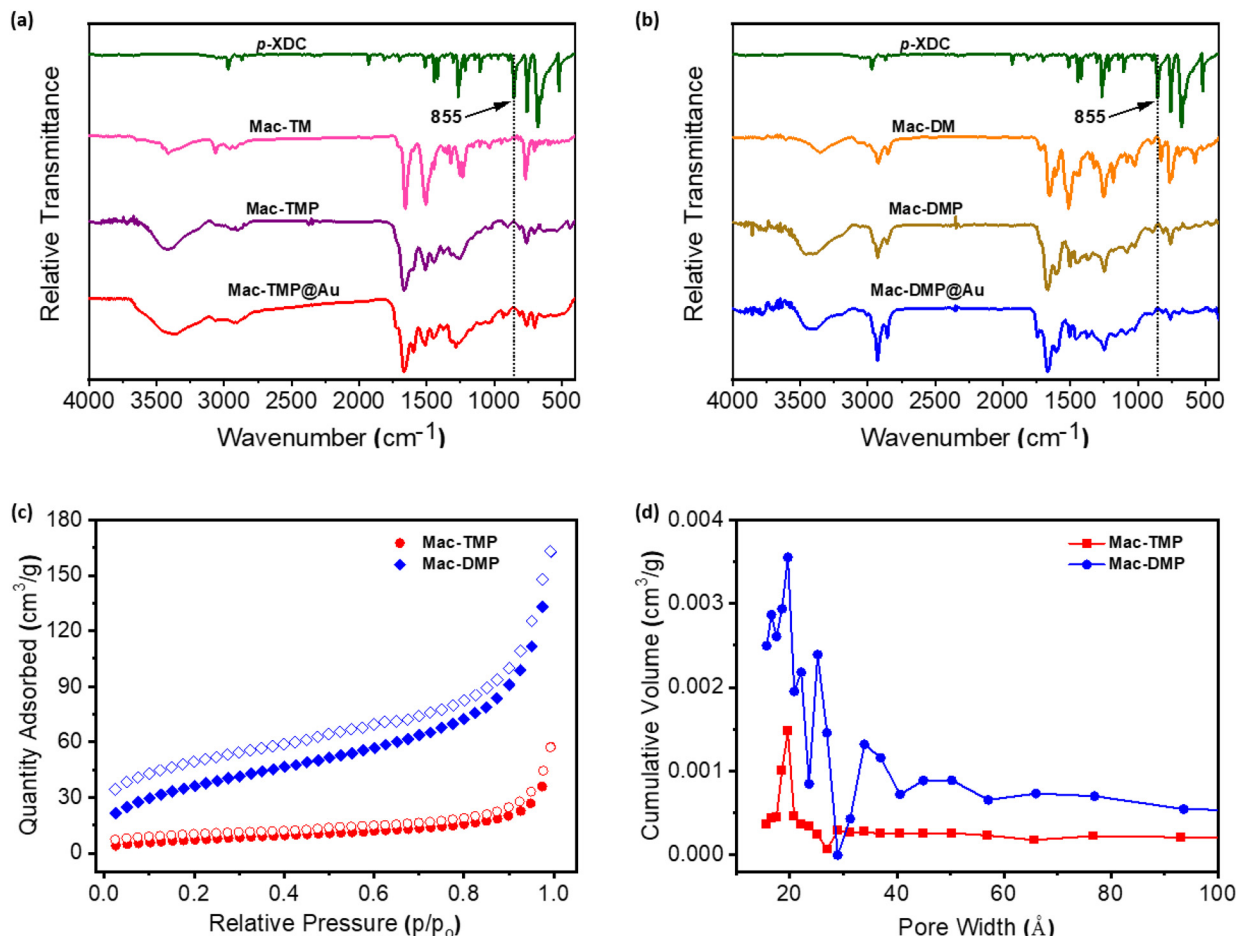 (a)
p-XDC
855
Mac-TM
Mac-TMP
Mac-TMP@Au
Relative Transmittance
4000 3500 3000 2500 2000 1500 1000 500
Wavenumber (cm-1)
(b)
p-XDC
855
Mac-DM
Mac-DMP
Mac-DMP@Au
Relative Transmittance
4000 3500 3000 2500 2000 1500 1000 500
Wavenumber (cm-1)
(c)
180
150
120
90
60
30
0
Mac-TMP
Mac-DMP
Quantity Adsorbed (cm3/g)
0.0 0.2 0.4 0.6 0.8 1.0
Relative Pressure (p/po)
(d)
0.004
0.003
0.002
0.001
0.000
Mac-TMP
Mac-DMP
Cumulative Volume (cm3/g)
20 40 60 80 100
Pore Width (Å)